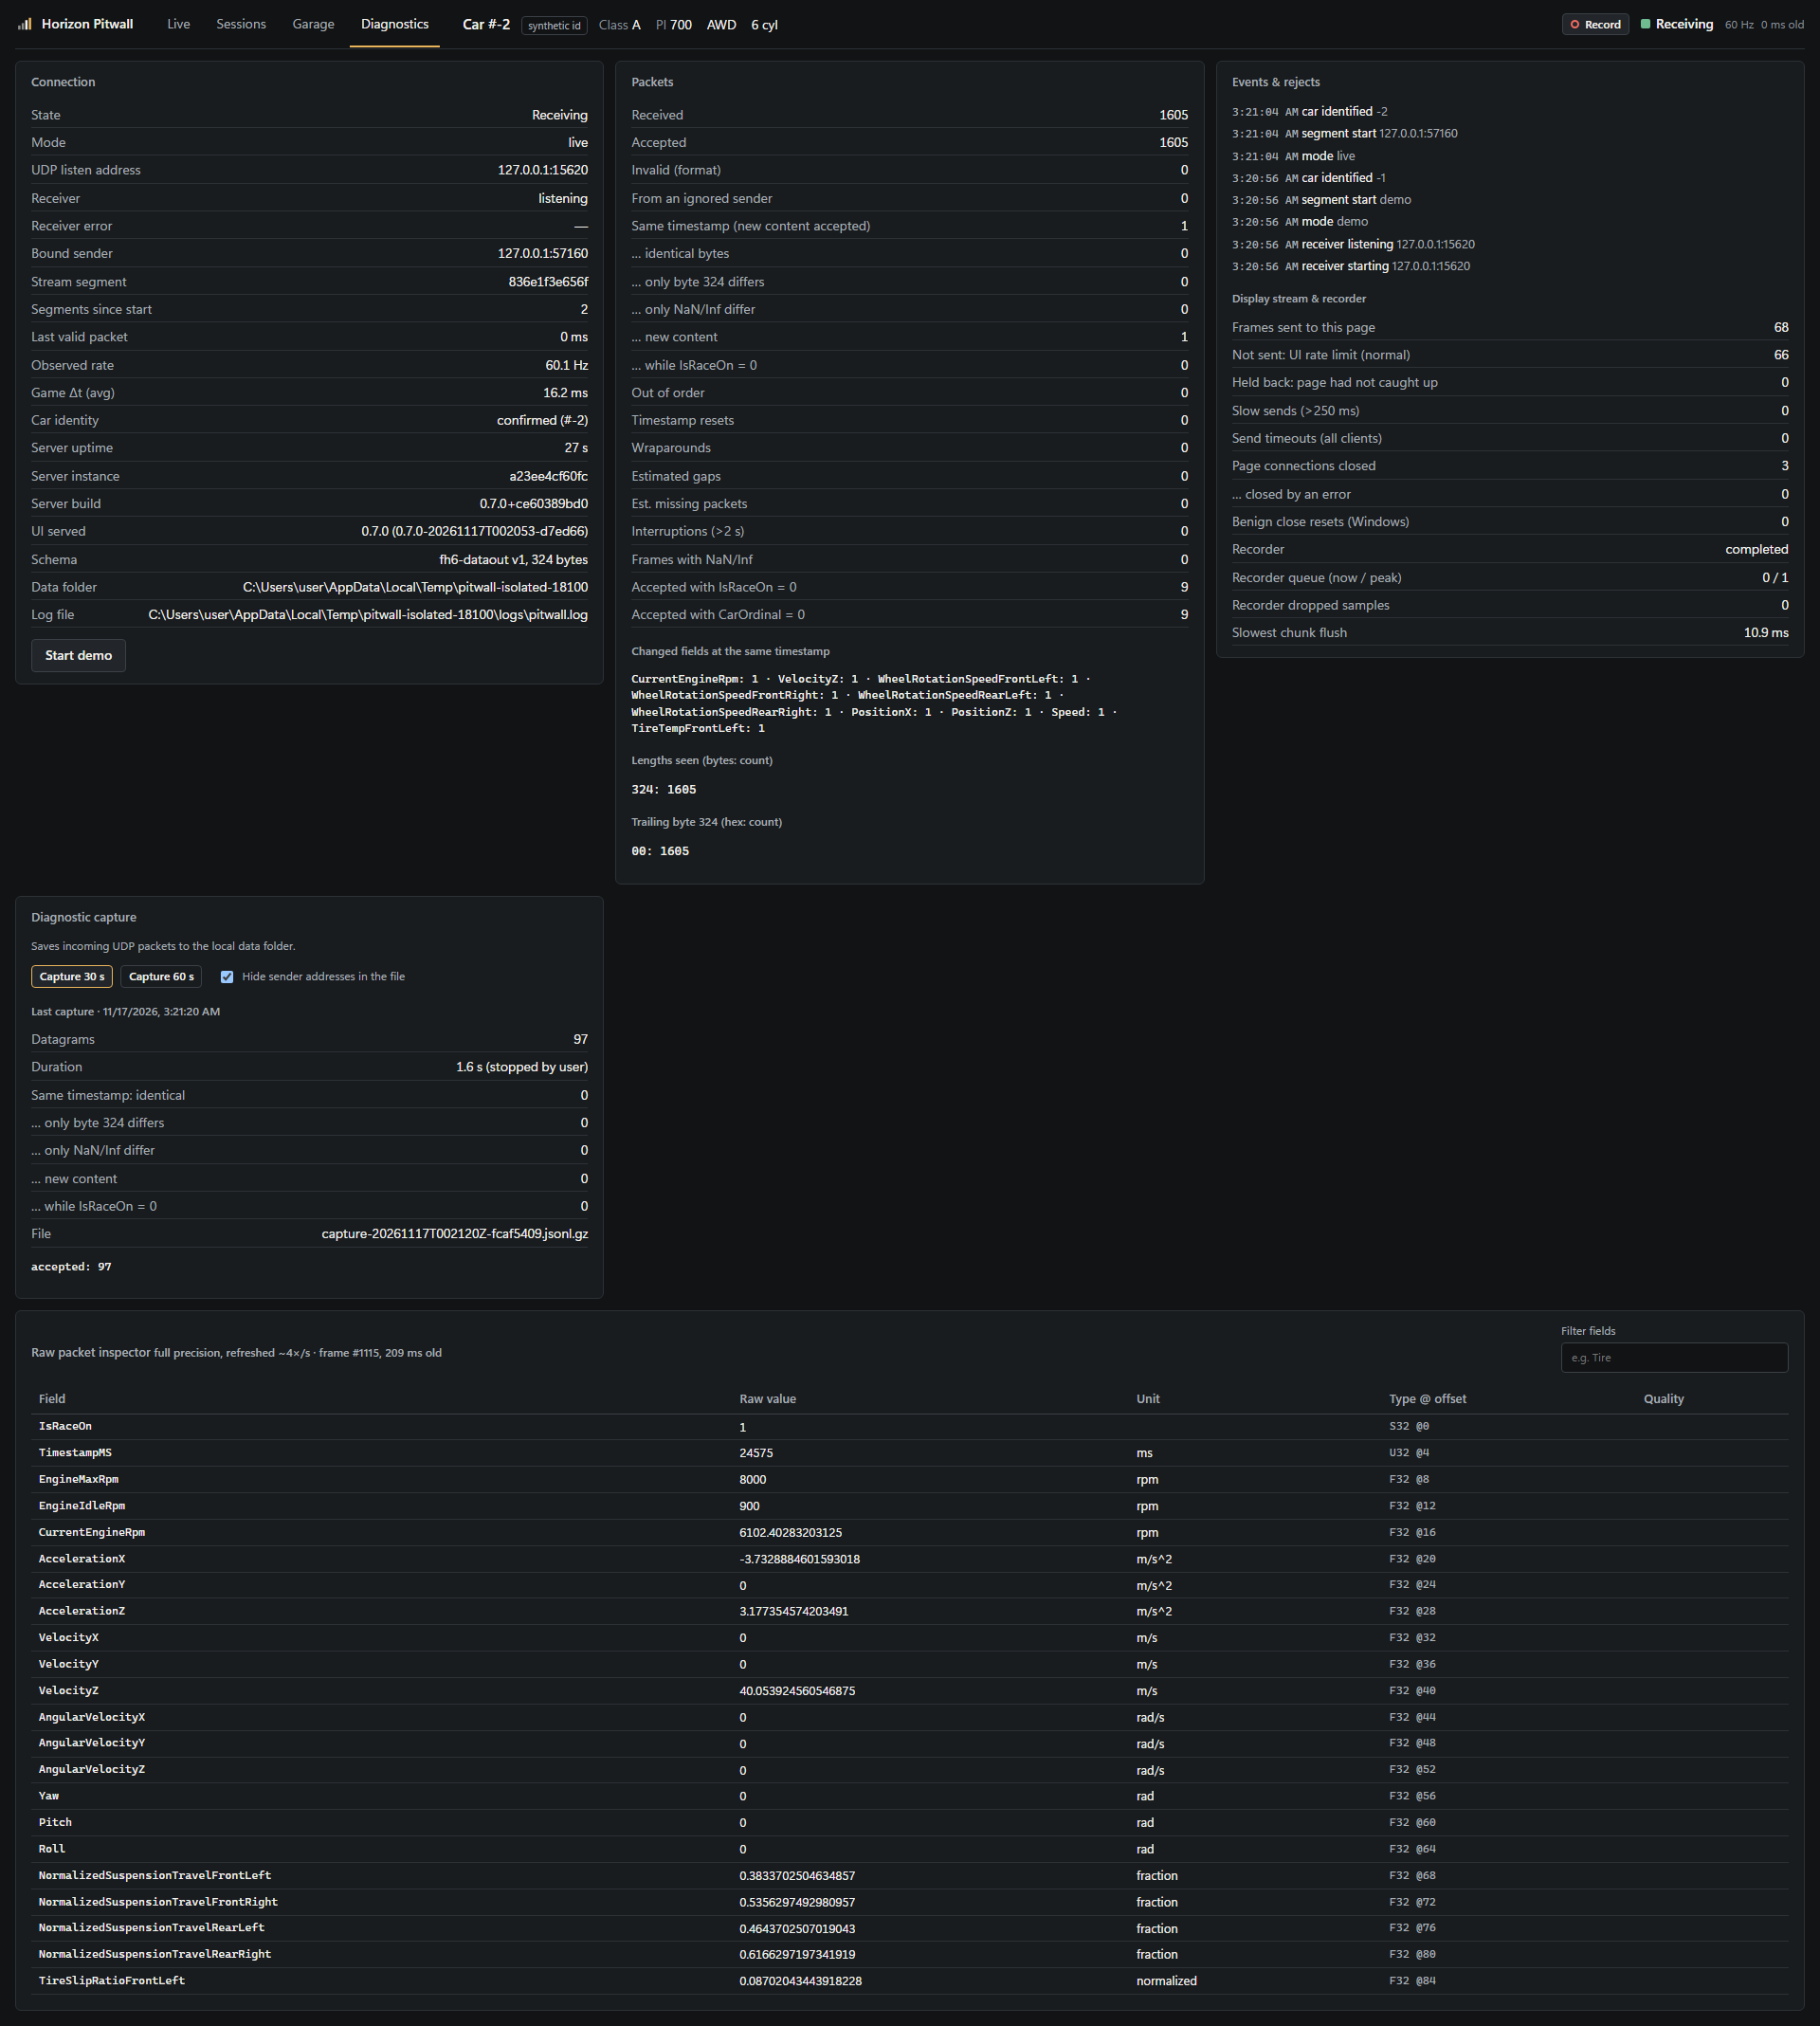 Horizon Pitwall Live Sessions Garage Diagnostics Car #-2 synthetic id Class A PI 700 AWD 6 cyl Record Receiving 60 Hz 0 ms old
Connection
State Receiving
Mode live
UDP listen address 127.0.0.1:15620
Receiver listening
Receiver error —
Bound sender 127.0.0.1:57160
Stream segment 836e1f3e656f
Segments since start 2
Last valid packet 0 ms
Observed rate 60.1 Hz
Game Δt (avg) 16.2 ms
Car identity confirmed (#-2)
Server uptime 27 s
Server instance a23ee4cf60fc
Server build 0.7.0+ce60389bd0
UI served 0.7.0 (0.7.0-20261117T002053-d7ed66)
Schema fh6-dataout v1, 324 bytes
Data folder C:\Users\user\AppData\Local\Temp\pitwall-isolated-18100
Log file C:\Users\user\AppData\Local\Temp\pitwall-isolated-18100\logs\pitwall.log
Start demo
Packets
Received 1605
Accepted 1605
Invalid (format) 0
From an ignored sender 0
Same timestamp (new content accepted) 1
... identical bytes 0
... only byte 324 differs 0
... only NaN/Inf differ 0
... new content 1
... while IsRaceOn = 0 0
Out of order 0
Timestamp resets 0
Wraparounds 0
Estimated gaps 0
Est. missing packets 0
Interruptions (>2 s) 0
Frames with NaN/Inf 0
Accepted with IsRaceOn = 0 9
Accepted with CarOrdinal = 0 9
Changed fields at the same timestamp
CurrentEngineRpm: 1 · VelocityZ: 1 · WheelRotationSpeedFrontLeft: 1 ·
WheelRotationSpeedFrontRight: 1 · WheelRotationSpeedRearLeft: 1 ·
WheelRotationSpeedRearRight: 1 · PositionX: 1 · PositionZ: 1 · Speed: 1 ·
TireTempFrontLeft: 1
Lengths seen (bytes: count)
324: 1605
Trailing byte 324 (hex: count)
00: 1605
Events & rejects
3:21:04 AM car identified -2
3:21:04 AM segment start 127.0.0.1:57160
3:21:04 AM mode live
3:20:56 AM car identified -1
3:20:56 AM segment start demo
3:20:56 AM mode demo
3:20:56 AM receiver listening 127.0.0.1:15620
3:20:56 AM receiver starting 127.0.0.1:15620
Display stream & recorder
Frames sent to this page 68
Not sent: UI rate limit (normal) 66
Held back: page had not caught up 0
Slow sends (>250 ms) 0
Send timeouts (all clients) 0
Page connections closed 3
... closed by an error 0
Benign close resets (Windows) 0
Recorder completed
Recorder queue (now / peak) 0 / 1
Recorder dropped samples 0
Slowest chunk flush 10.9 ms
Diagnostic capture
Saves incoming UDP packets to the local data folder.
Capture 30 s Capture 60 s Hide sender addresses in the file
Last capture · 11/17/2026, 3:21:20 AM
Datagrams 97
Duration 1.6 s (stopped by user)
Same timestamp: identical 0
... only byte 324 differs 0
... only NaN/Inf differ 0
... new content 0
... while IsRaceOn = 0 0
File capture-20261117T002120Z-fcaf5409.jsonl.gz
accepted: 97
Raw packet inspector full precision, refreshed ~4×/s · frame #1115, 209 ms old
Filter fields
e.g. Tire
Field Raw value Unit Type @ offset Quality
IsRaceOn 1 S32 @0
TimestampMS 24575 ms U32 @4
EngineMaxRpm 8000 rpm F32 @8
EngineIdleRpm 900 rpm F32 @12
CurrentEngineRpm 6102.40283203125 rpm F32 @16
AccelerationX -3.7328884601593018 m/s^2 F32 @20
AccelerationY 0 m/s^2 F32 @24
AccelerationZ 3.177354574203491 m/s^2 F32 @28
VelocityX 0 m/s F32 @32
VelocityY 0 m/s F32 @36
VelocityZ 40.053924560546875 m/s F32 @40
AngularVelocityX 0 rad/s F32 @44
AngularVelocityY 0 rad/s F32 @48
AngularVelocityZ 0 rad/s F32 @52
Yaw 0 rad F32 @56
Pitch 0 rad F32 @60
Roll 0 rad F32 @64
NormalizedSuspensionTravelFrontLeft 0.3833702504634857 fraction F32 @68
NormalizedSuspensionTravelFrontRight 0.5356297492980957 fraction F32 @72
NormalizedSuspensionTravelRearLeft 0.4643702507019043 fraction F32 @76
NormalizedSuspensionTravelRearRight 0.6166297197341919 fraction F32 @80
TireSlipRatioFrontLeft 0.08702043443918228 normalized F32 @84